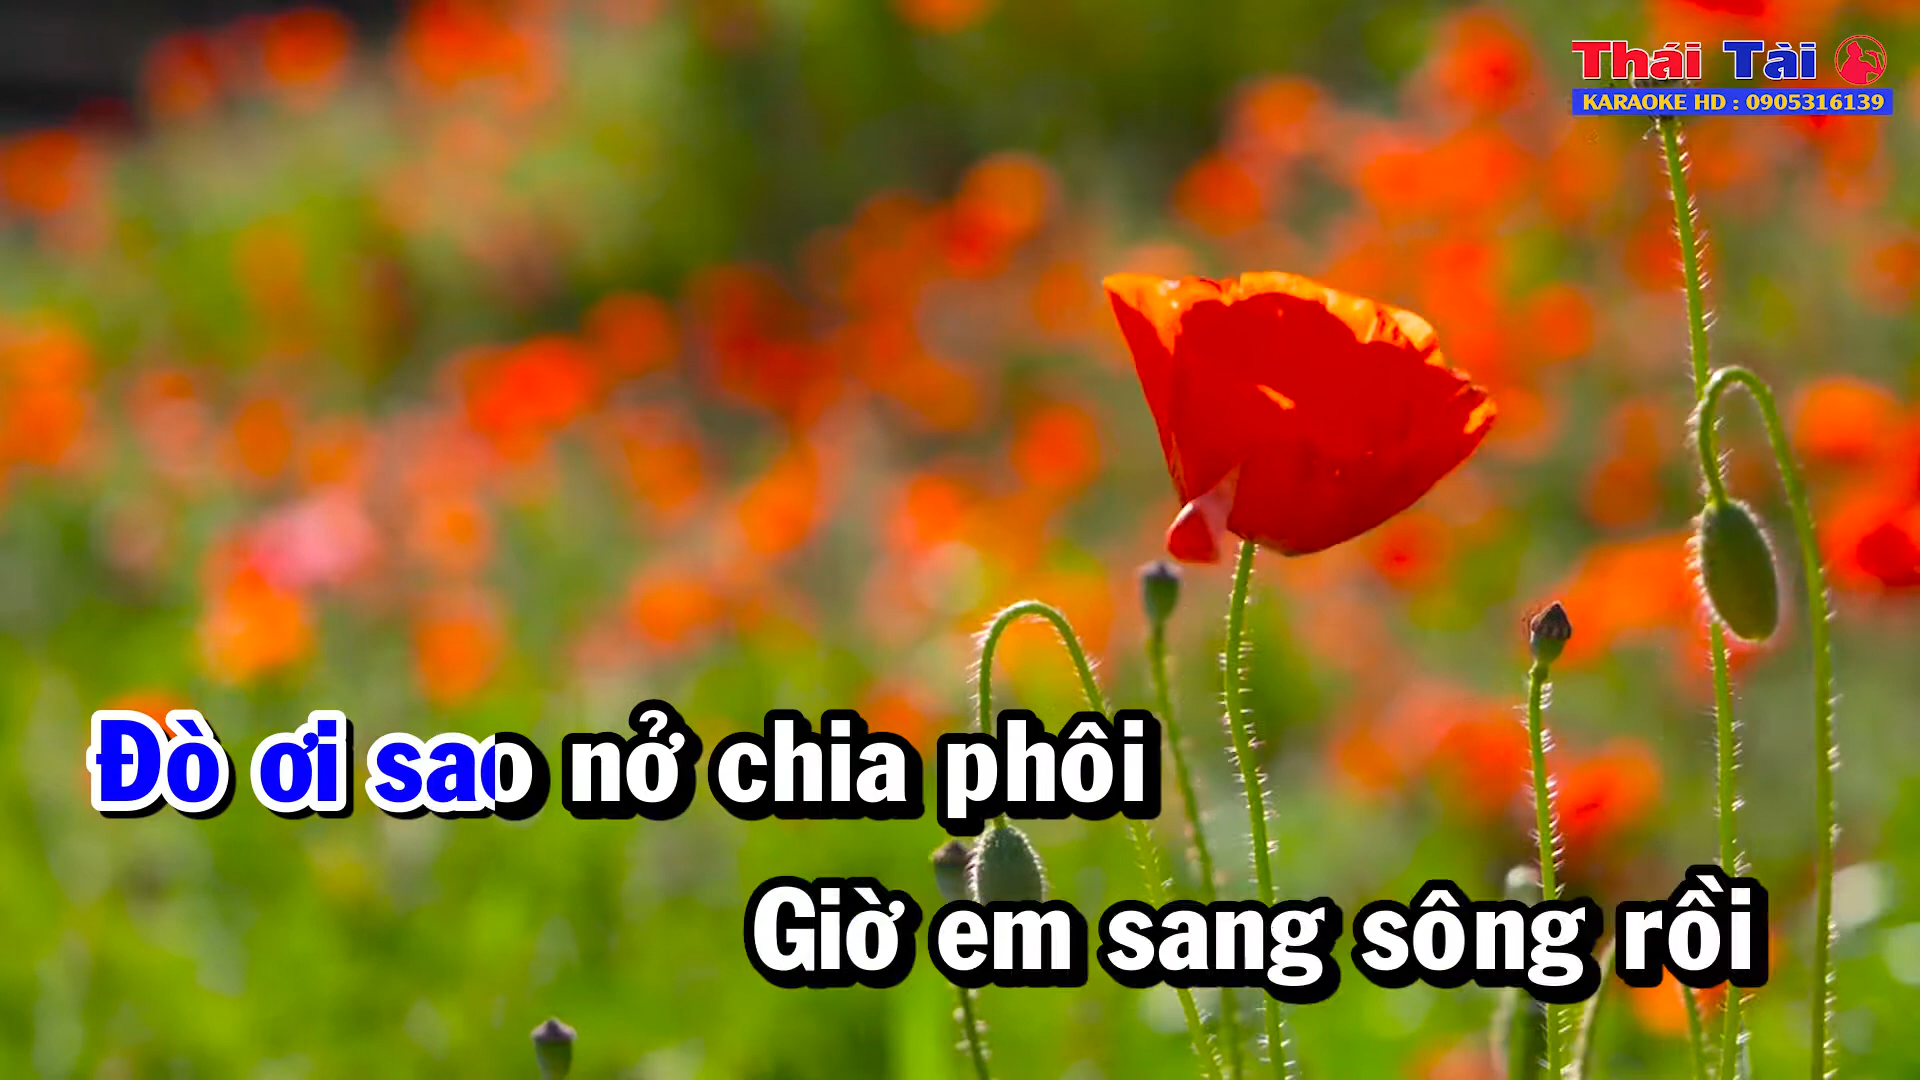 Thái Tài
KARAOKE HD : 0905316139
Đò ơi sao nở chia phôi
Giờ em sang sông rồi